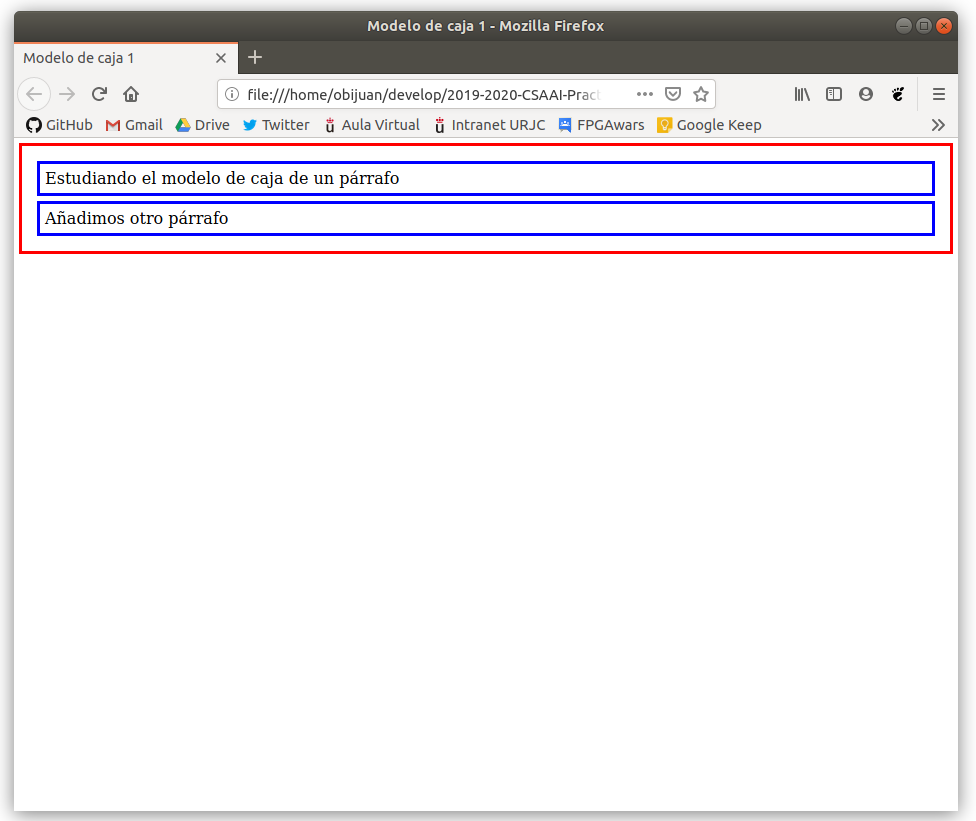 Modelo de caja 1 - Mozilla Firefox
Modelo de caja 1
file:///home/obijuan/develop/2019-2020-CSAAI-Pract
GitHub Gmail Drive Twitter Aula Virtual Intranet URJC FPGAwars Google Keep
Estudiando el modelo de caja de un párrafo
Añadimos otro párrafo